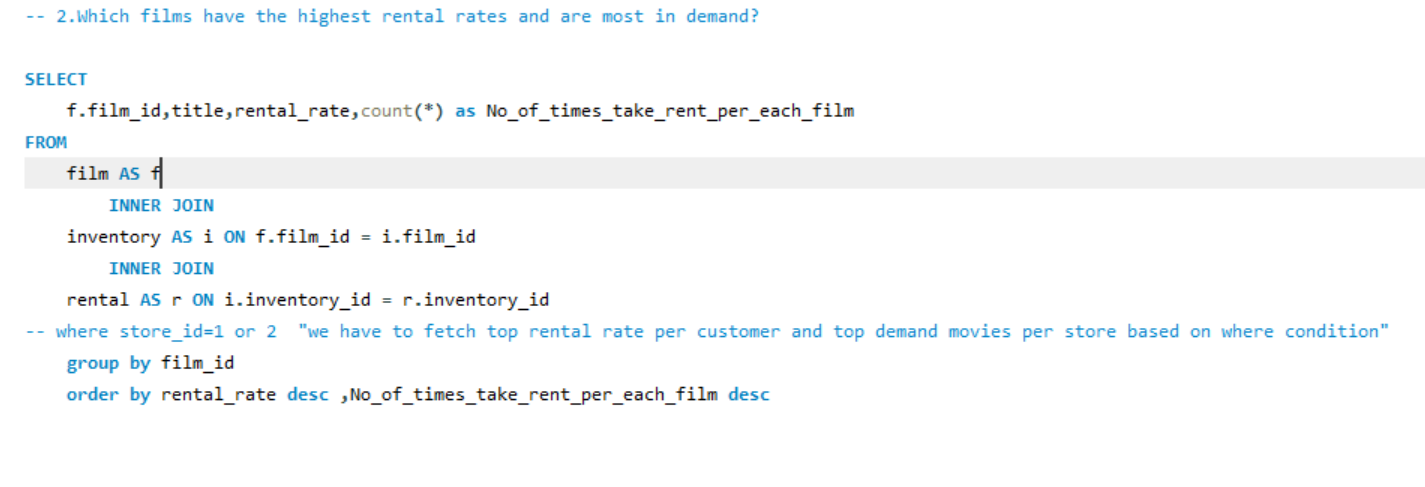 -- 2.Which films have the highest rental rates and are most in demand?
SELECT
f.film_id,title,rental_rate,count(*) as No_of_times_take_rent_per_each_film
FROM
film AS f
INNER JOIN
inventory AS i ON f.film_id = i.film_id
INNER JOIN
rental AS r ON i.inventory_id = r.inventory_id
-- where store_id=1 or 2  "we have to fetch top rental rate per customer and top demand movies per store based on where condition"
group by film_id
order by rental_rate desc ,No_of_times_take_rent_per_each_film desc